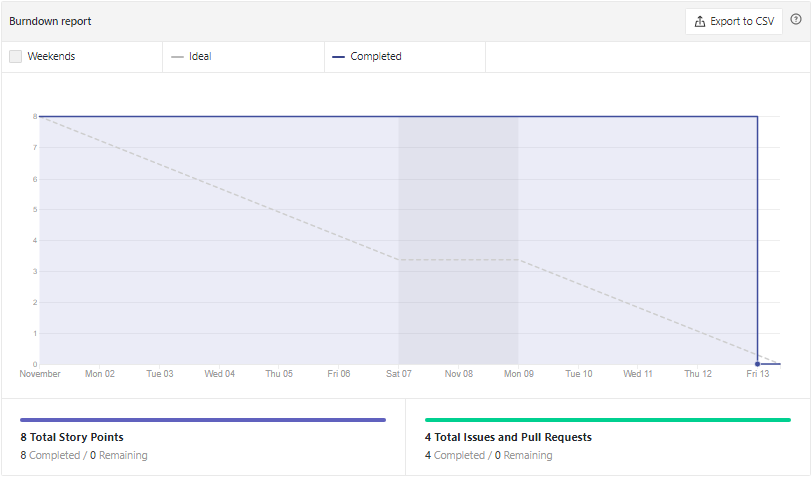 Burndown report
Export to CSV
?
Weekends
Ideal
Completed
8
7
6
5
4
3
2
1
0
November Mon 02 Tue 03 Wed 04 Thu 05 Fri 06 Sat 07 Nov 08 Mon 09 Tue 10 Wed 11 Thu 12 Fri 13
8 Total Story Points
8 Completed / 0 Remaining
4 Total Issues and Pull Requests
4 Completed / 0 Remaining